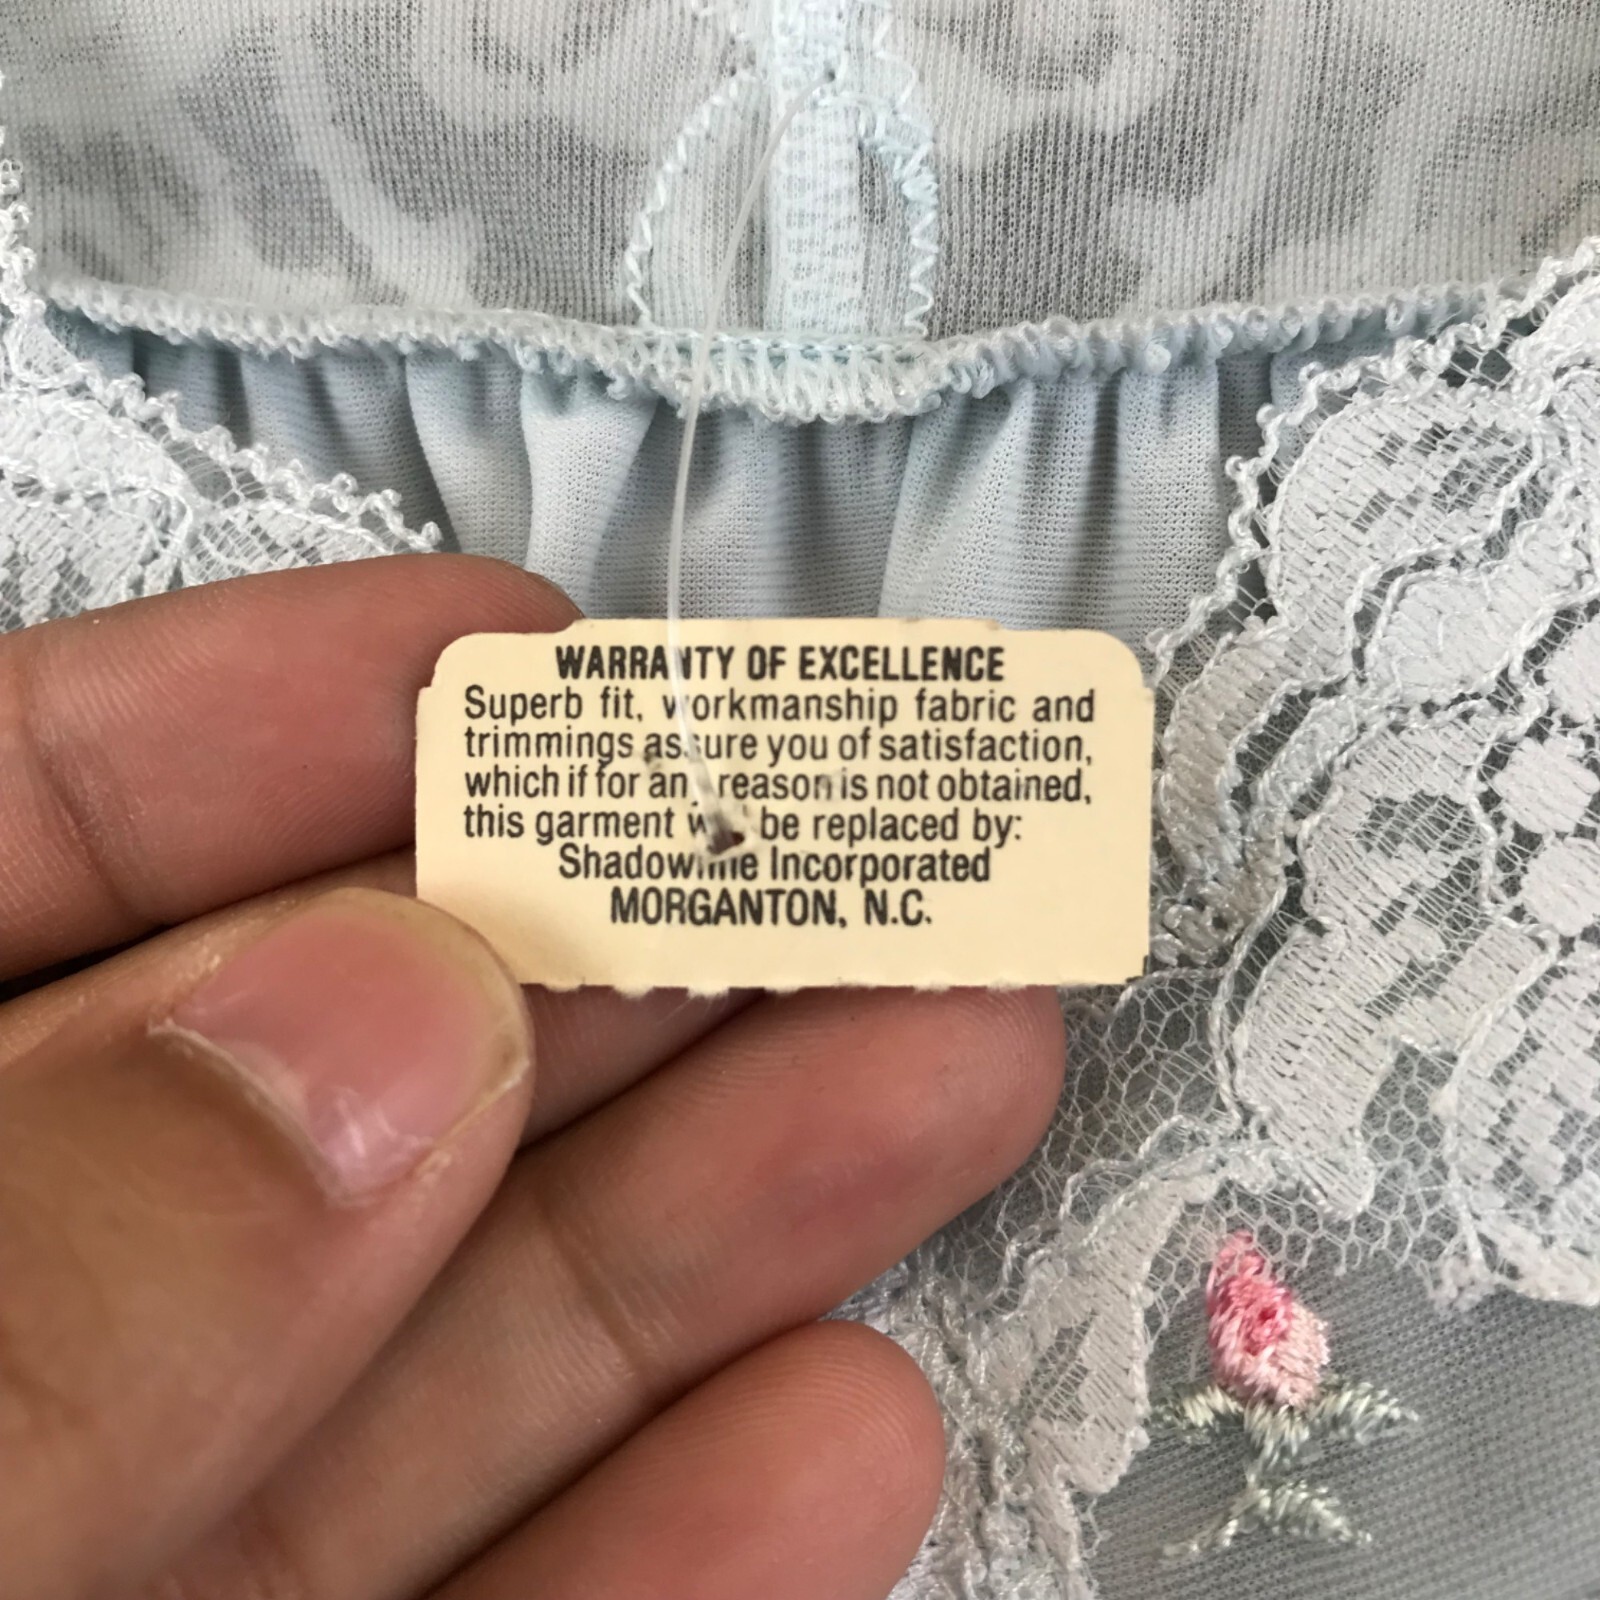 WARRANTY OF EXCELLENCE
Superb fit, workmanship fabric and
trimmings assure you of satisfaction,
which if for any reason is not obtained,
this garment will be replaced by:
Shadowline Incorporated
MORGANTON, N.C.